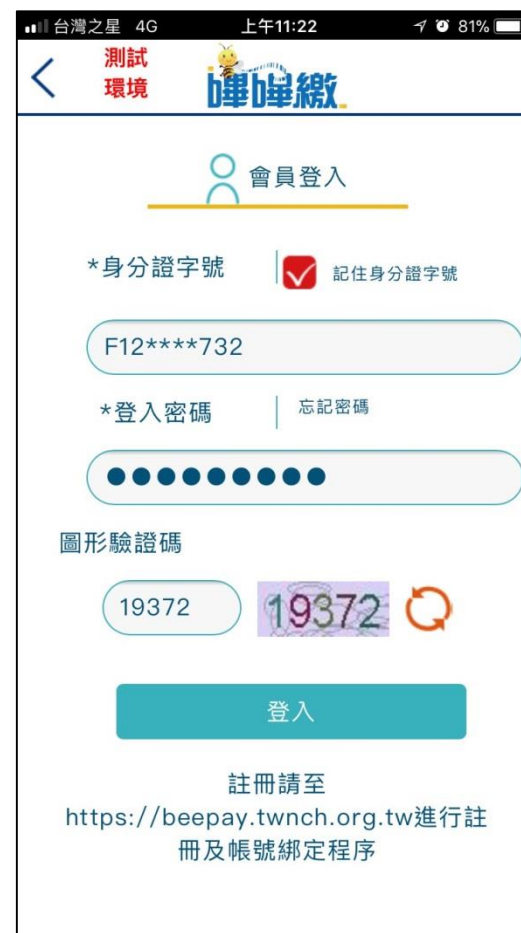 台灣之星 4G 上午11:22 81%
測試
環境
嗶嗶繳
會員登入
*身分證字號 記住身分證字號
F12****732
*登入密碼 忘記密碼
●●●●●●●●●
圖形驗證碼
19372 19372
登入
註冊請至
https://beepay.twnch.org.tw進行註
冊及帳號綁定程序